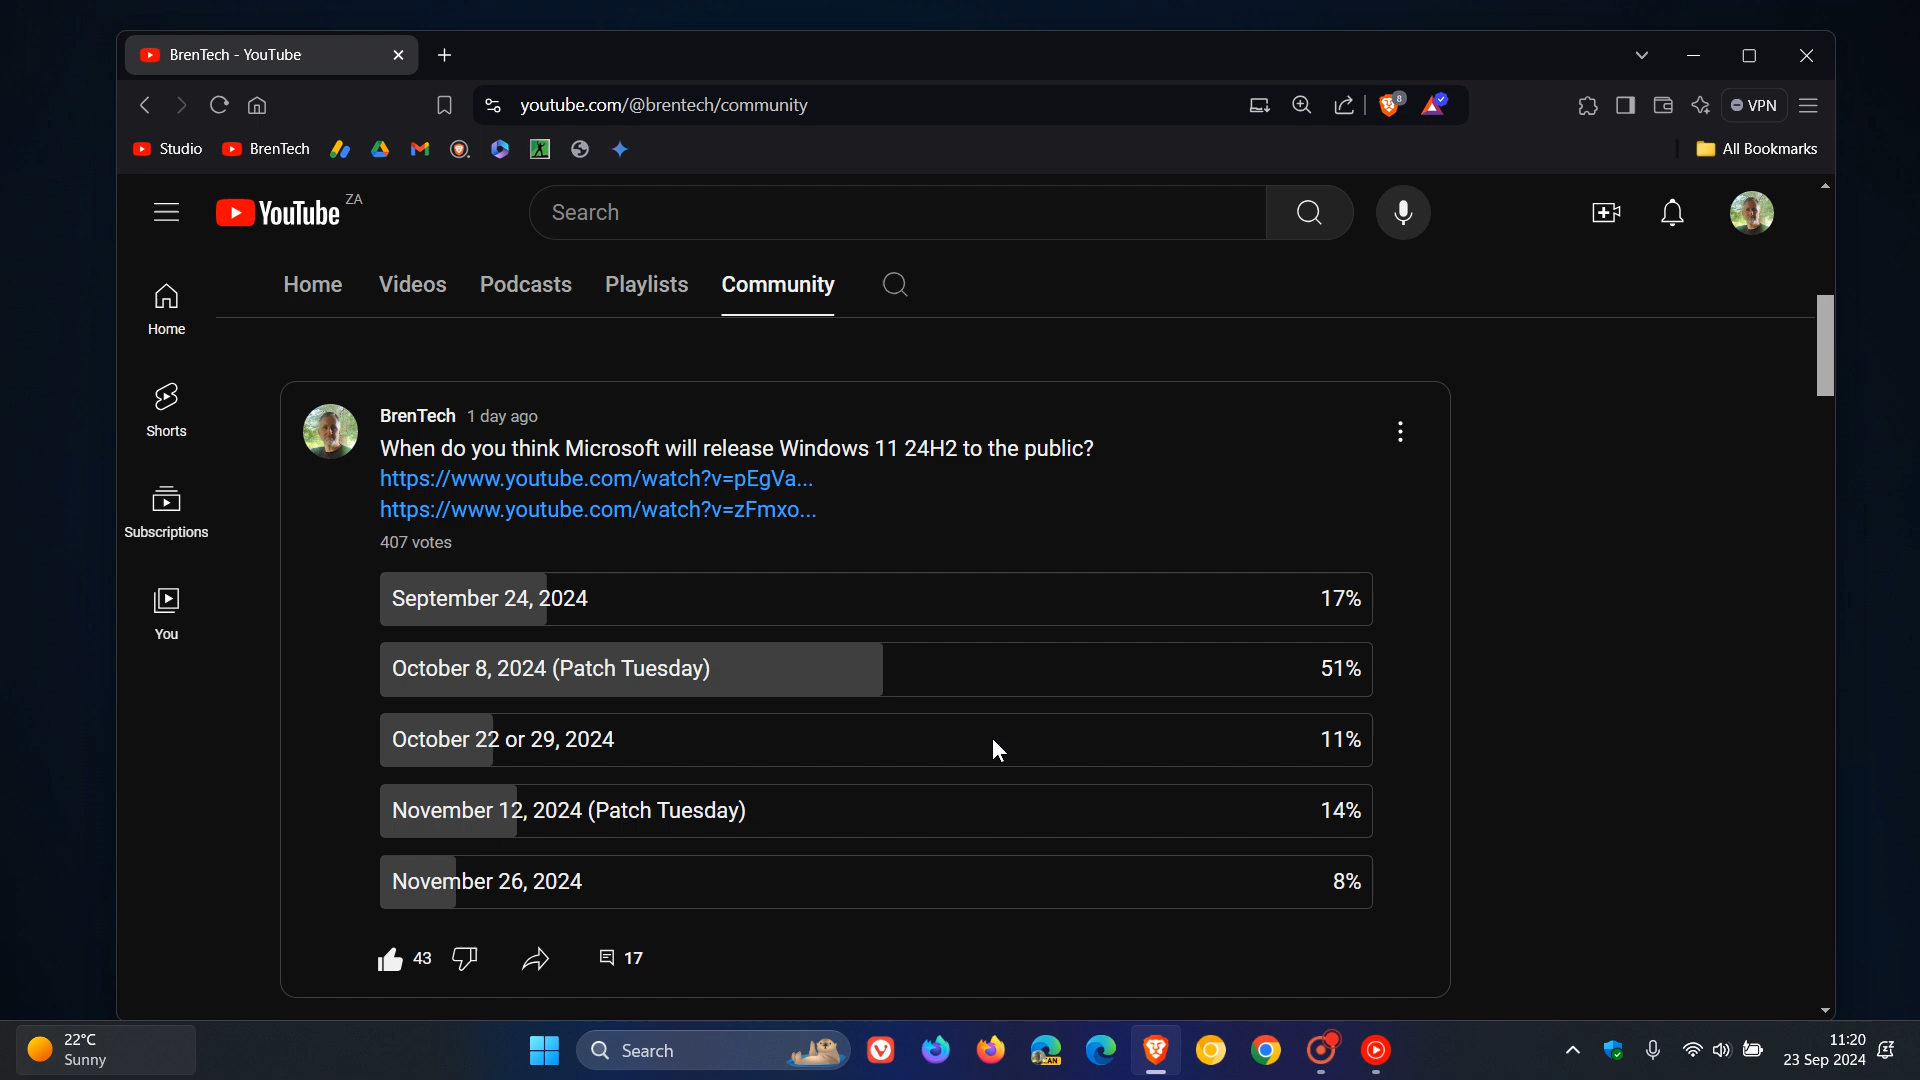 BrenTech - YouTube
youtube.com/@brentech/community
8
VPN
Studio
BrenTech
All Bookmarks
YouTube ZA
Search
Home
Videos
Podcasts
Playlists
Community
Home
Shorts
Subscriptions
You
BrenTech 1 day ago
When do you think Microsoft will release Windows 11 24H2 to the public?
https://www.youtube.com/watch?v=pEgVa...
https://www.youtube.com/watch?v=zFmxo...
407 votes
September 24, 2024 17%
October 8, 2024 (Patch Tuesday) 51%
October 22 or 29, 2024 11%
November 12, 2024 (Patch Tuesday) 14%
November 26, 2024 8%
43
17
22°C
Sunny
Search
CAN
11:20
23 Sep 2024